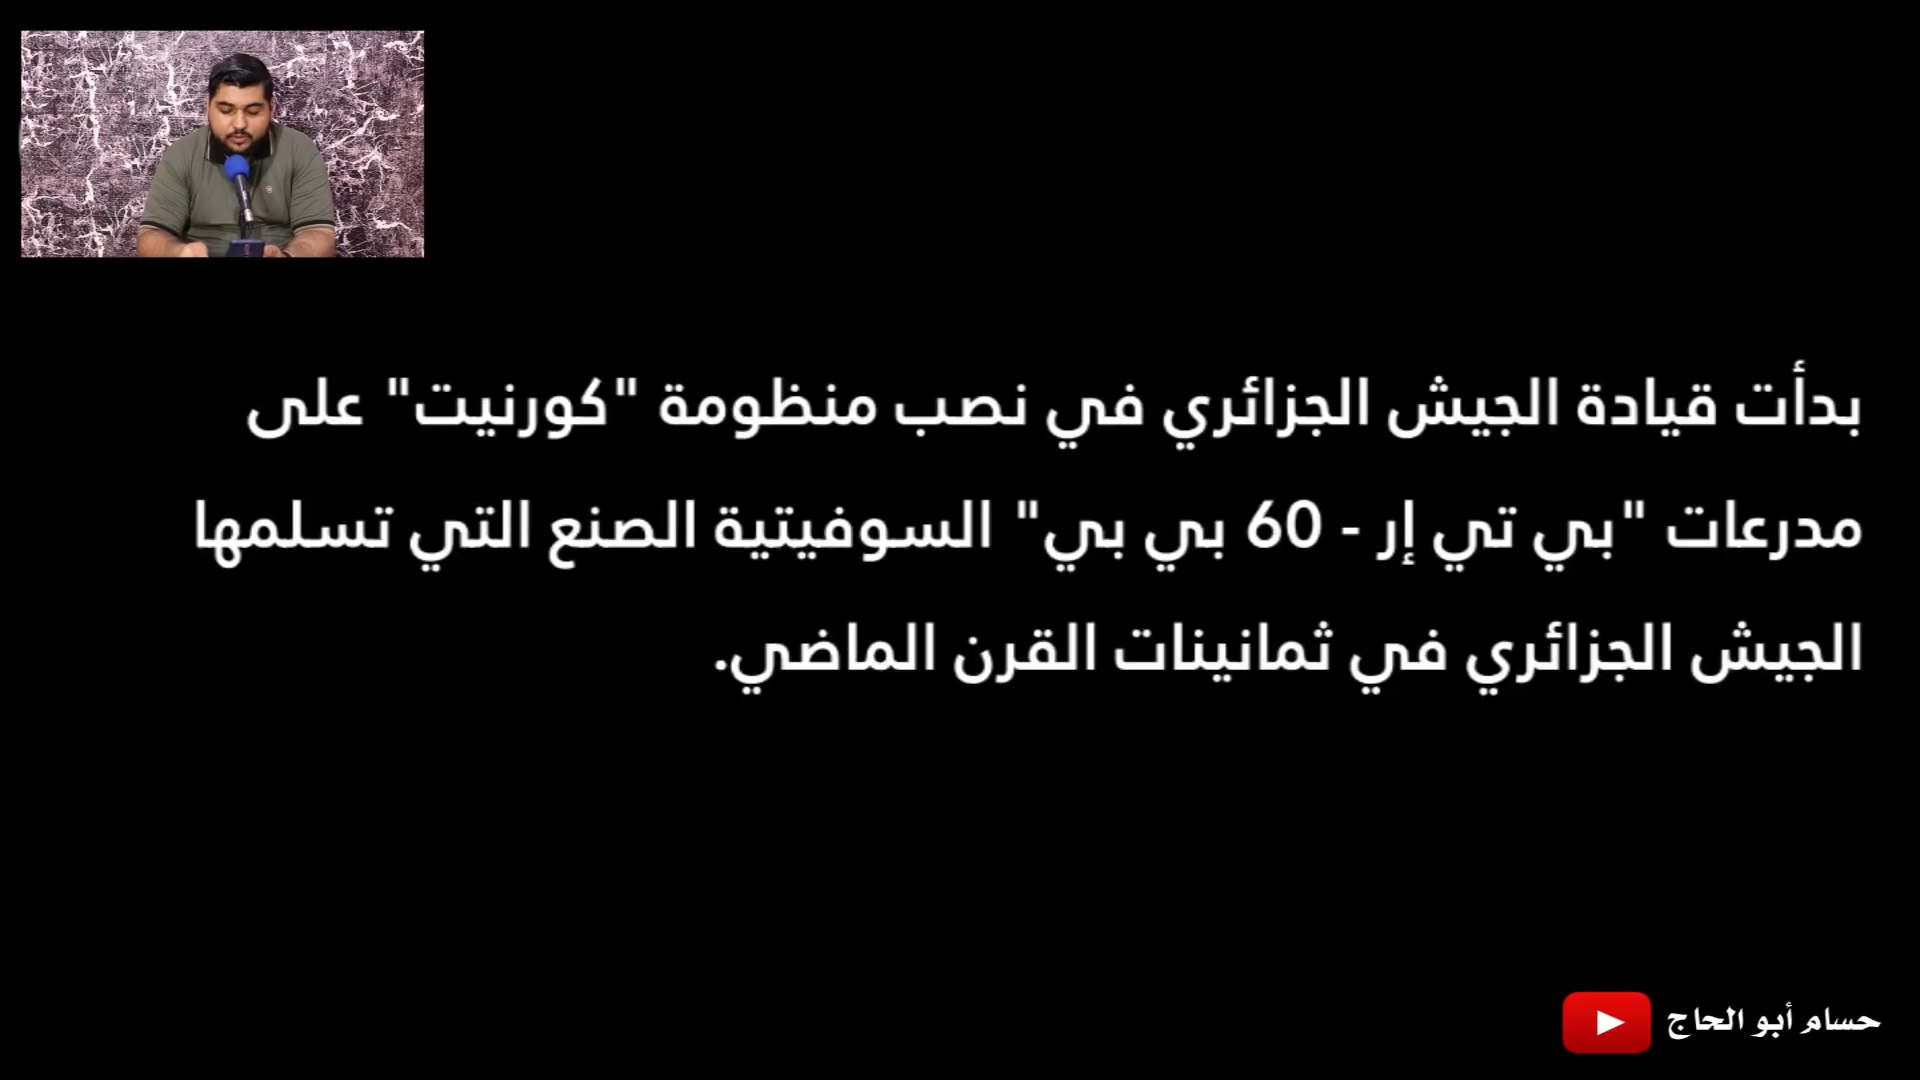 بدأت قيادة الجيش الجزائري في نصب منظومة "كورنيت" على
مدرعات "بي تي إر - 60 بي بي" السوفيتية الصنع التي تسلمها
الجيش الجزائري في ثمانينات القرن الماضي.
حسام أبو الحاج